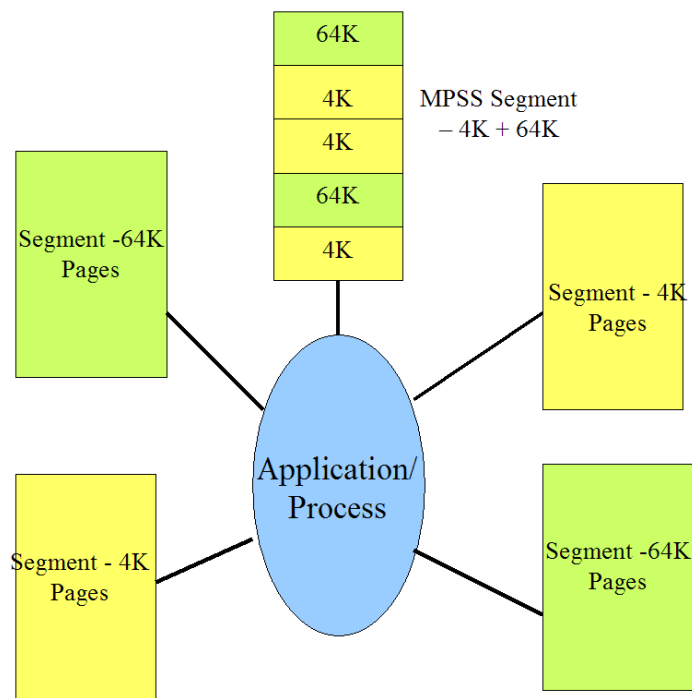 64K
4K
4K
64K
4K
MPSS Segment
– 4K + 64K
Segment -64K
Pages
Segment - 4K
Pages
Application/
Process
Segment - 4K
Pages
Segment -64K
Pages